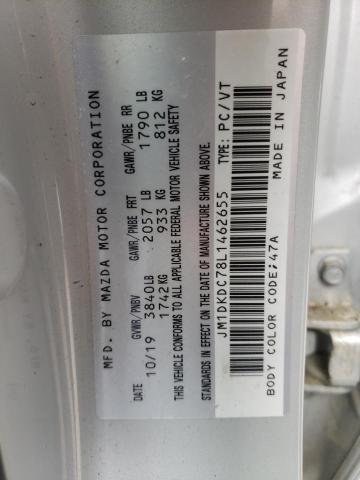 MFD. BY MAZDA MOTOR CORPORATION
GVWR/PNBV GAWR/PNBE FRT GAWR/PNBE RR
DATE 10/19 3840LB 2057 LB 1790 LB
1742KG 933 KG 812 KG
THIS VEHICLE CONFORMS TO ALL APPLICABLE FEDERAL MOTOR VEHICLE SAFETY
STANDARDS IN EFFECT ON THE DATE OF MANUFACTURE SHOWN ABOVE.
JM1DKDC78L1462655 TYPE: PC/VT
BODY COLOR CODE;47A MADE IN JAPAN